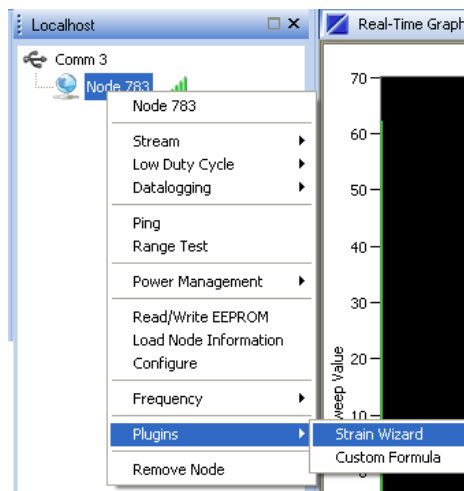 Localhost
Real-Time Graph
Comm 3
Node 783
Node 783
Stream
Low Duty Cycle
Datalogging
Ping
Range Test
Power Management
Read/Write EEPROM
Load Node Information
Configure
Frequency
Plugins
Remove Node
Strain Wizard
Custom Formula
70
60
50
40
30
20
10
Value